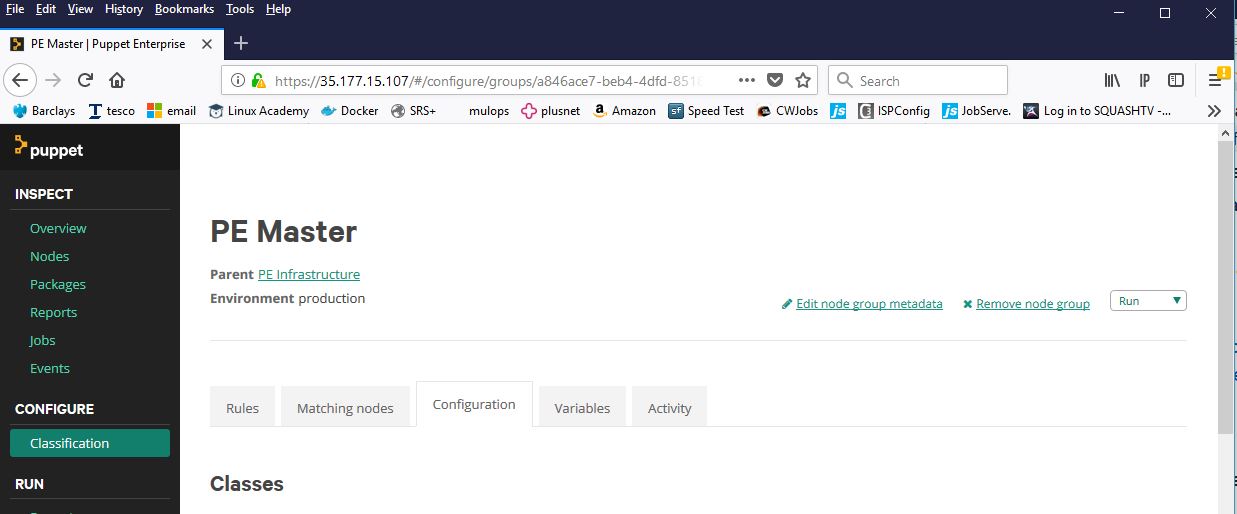 File Edit View History Bookmarks Tools Help
PE Master | Puppet Enterprise
https://35.177.15.107/#/configure/groups/a846ace7-beb4-4dfd-851
Search
Barclays tesco email Linux Academy Docker SRS+ mulops plusnet Amazon Speed Test CWJobs ISPConfig JobServe. Log in to SQUASHTV -...
puppet
INSPECT
Overview
Nodes
Packages
Reports
Jobs
Events
CONFIGURE
Classification
RUN
PE Master
Parent PE Infrastructure
Environment production
Edit node group metadata Remove node group Run
Rules Matching nodes Configuration Variables Activity
Classes